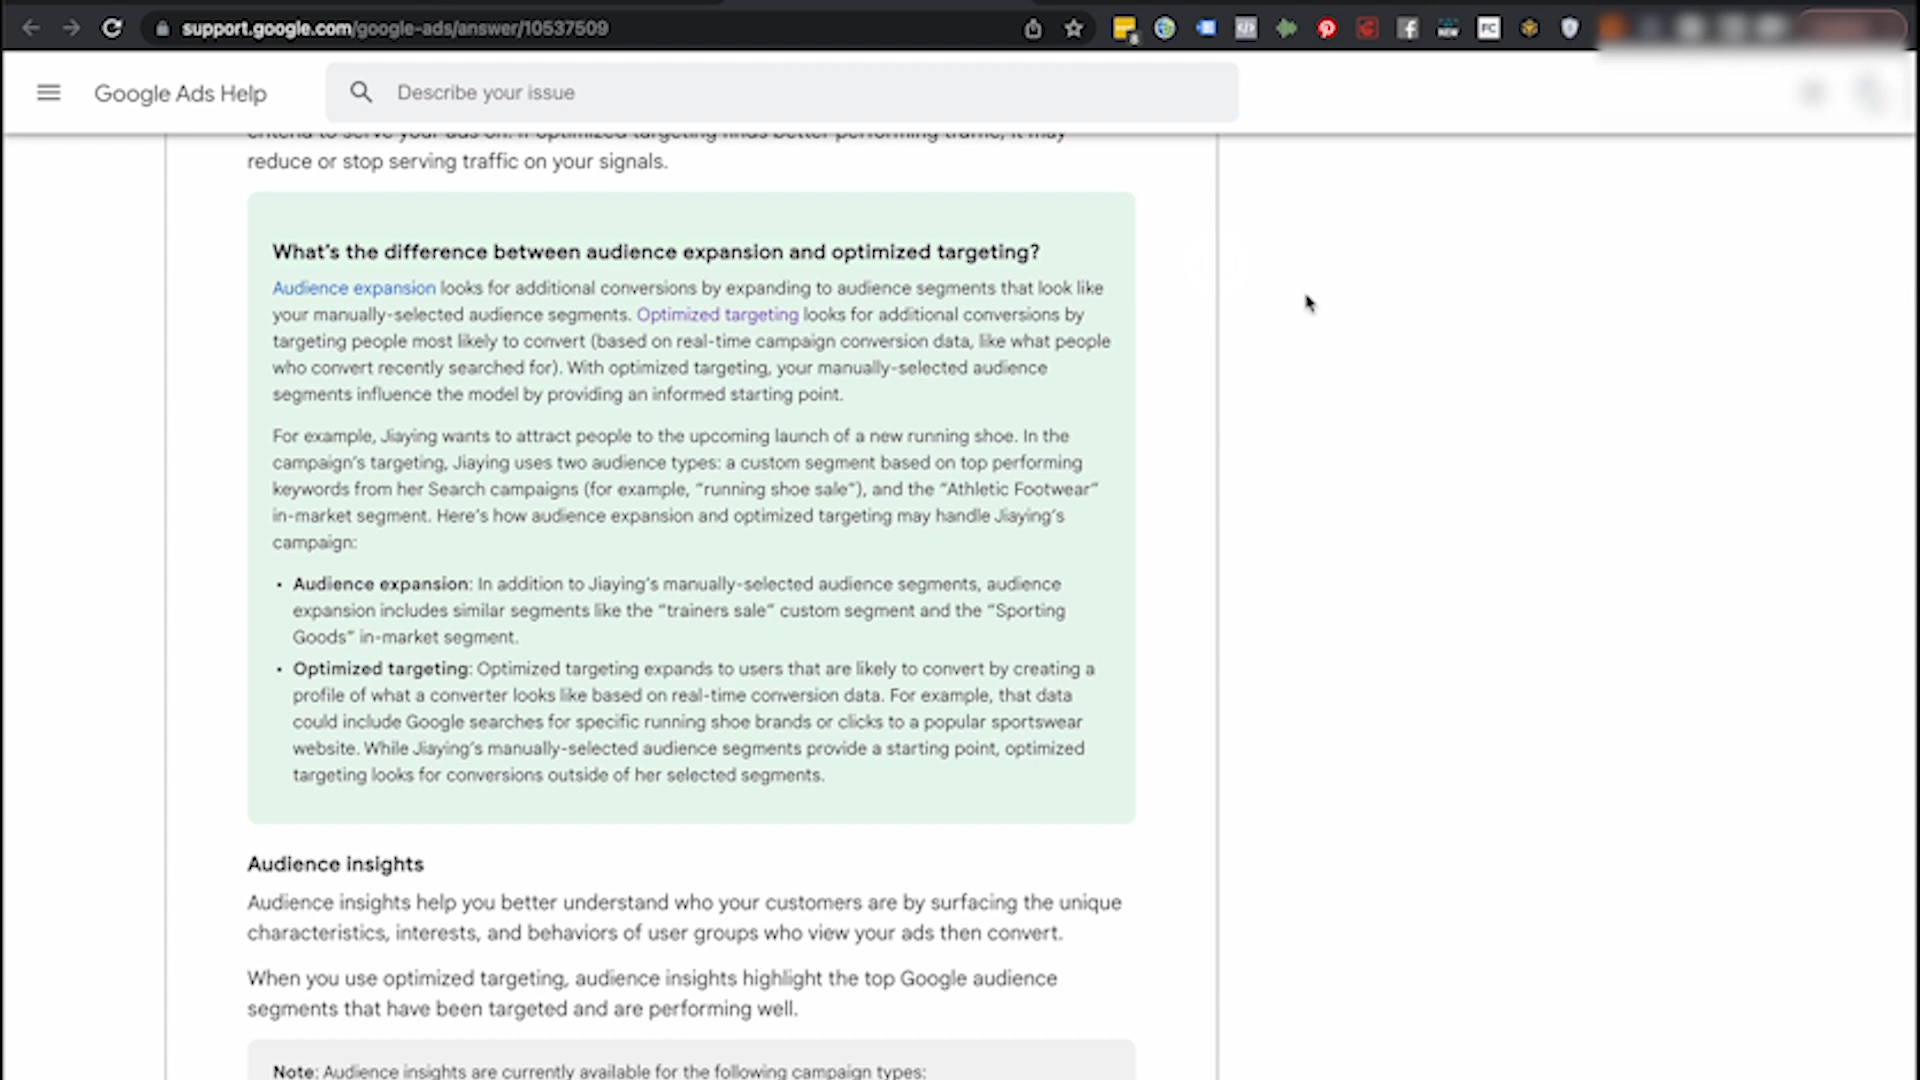 support.google.com/google-ads/answer/10537509
Google Ads Help
Describe your issue
criteria to serve your ads on. If optimized targeting finds better performing traffic, it may
reduce or stop serving traffic on your signals.
What's the difference between audience expansion and optimized targeting?
Audience expansion looks for additional conversions by expanding to audience segments that look like
your manually-selected audience segments. Optimized targeting looks for additional conversions by
targeting people most likely to convert (based on real-time campaign conversion data, like what people
who convert recently searched for). With optimized targeting, your manually-selected audience
segments influence the model by providing an informed starting point.
For example, Jiaying wants to attract people to the upcoming launch of a new running shoe. In the
campaign's targeting, Jiaying uses two audience types: a custom segment based on top performing
keywords from her Search campaigns (for example, “running shoe sale”), and the “Athletic Footwear”
in-market segment. Here's how audience expansion and optimized targeting may handle Jiaying's
campaign:
• Audience expansion: In addition to Jiaying's manually-selected audience segments, audience
expansion includes similar segments like the “trainers sale” custom segment and the “Sporting
Goods” in-market segment.
• Optimized targeting: Optimized targeting expands to users that are likely to convert by creating a
profile of what a converter looks like based on real-time conversion data. For example, that data
could include Google searches for specific running shoe brands or clicks to a popular sportswear
website. While Jiaying's manually-selected audience segments provide a starting point, optimized
targeting looks for conversions outside of her selected segments.
Audience insights
Audience insights help you better understand who your customers are by surfacing the unique
characteristics, interests, and behaviors of user groups who view your ads then convert.
When you use optimized targeting, audience insights highlight the top Google audience
segments that have been targeted and are performing well.
Note: Audience insights are currently available for the following campaign types: